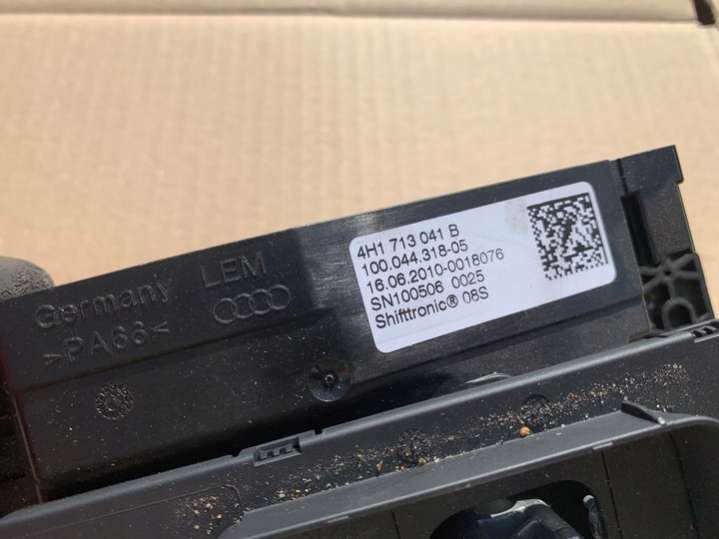 Germany LEM
>PA66<
4H1 713 041 B
100.044.318-05
16.06.2010-0018076
SN100506 0025
Shifttronic® 08S